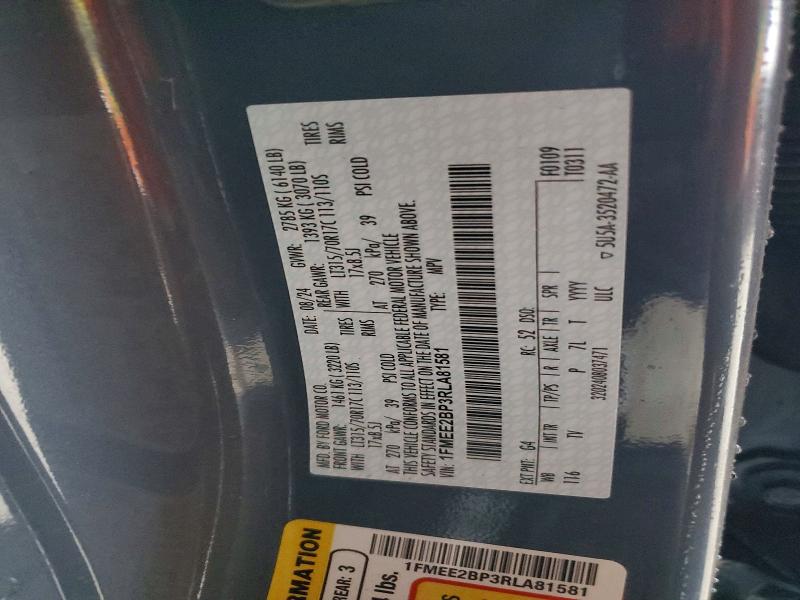 MFD. BY FORD MOTOR CO.
DATE: 08/24 GVWR: 2785 KG ( 6140 LB)
FRONT GAWR: 1461 KG ( 3220 LB) REAR GAWR: 1393 KG ( 3070 LB)
WITH LT315/70R17C 113/110S TIRES WITH LT315/70R17C 113/110S TIRES
17x8.5J RIMS 17x8.5J RIMS
AT 270 kPa/ 39 PSI COLD AT 270 kPa/ 39 PSI COLD
THIS VEHICLE CONFORMS TO ALL APPLICABLE FEDERAL MOTOR VEHICLE
SAFETY STANDARDS IN EFFECT ON THE DATE OF MANUFACTURE SHOWN ABOVE.
VIN: 1FMEE2BP3RLA81581 TYPE: MPV
EXT PNT: G4 RC: 52 DSO: F0109
WB INT TR TP/PS R AXLE TR SPR T0311
116 TV P 7L T YYYY
3202408037471 ULC ▽ 5U5A-3520472-AA
RMATION
REAR: 3
lbs.
1FMEE2BP3RLA81581